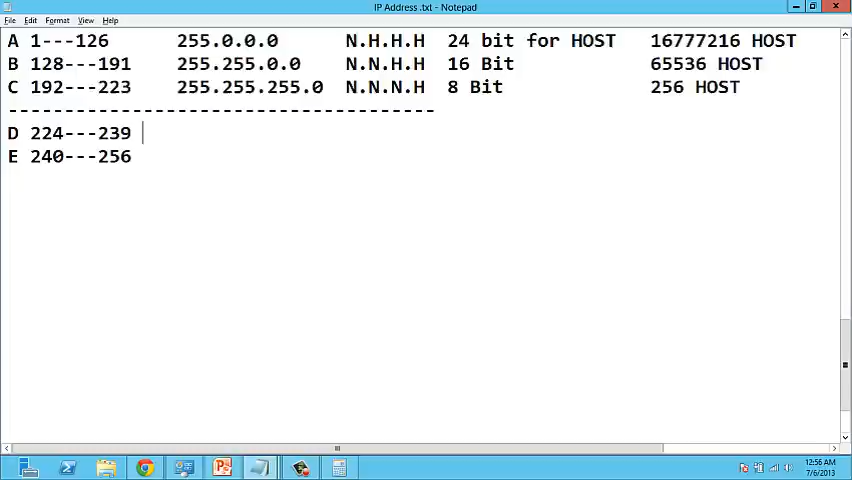 IP Address .txt - Notepad
File Edit Format View Help
A 1---126 255.0.0.0 N.H.H.H 24 bit for HOST 16777216 HOST
B 128---191 255.255.0.0 N.N.H.H 16 Bit 65536 HOST
C 192---223 255.255.255.0 N.N.N.H 8 Bit 256 HOST
--------------------------------------
D 224---239
E 240---256
12:56 AM
7/6/2013